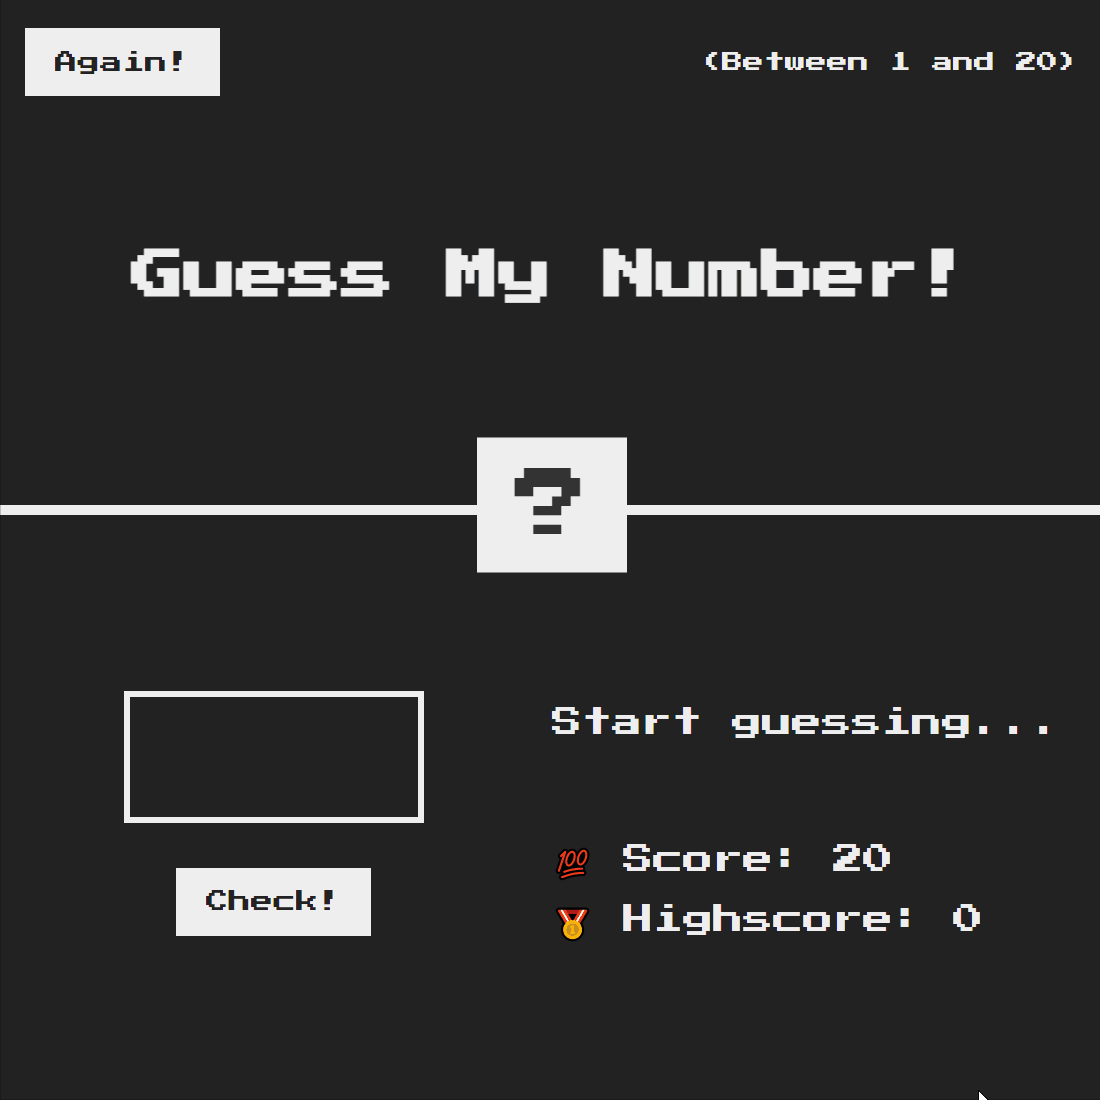 Again!
(Between 1 and 20)
Guess My Number!
?
Start guessing...
Check!
💯 Score: 20
🥇 Highscore: 0